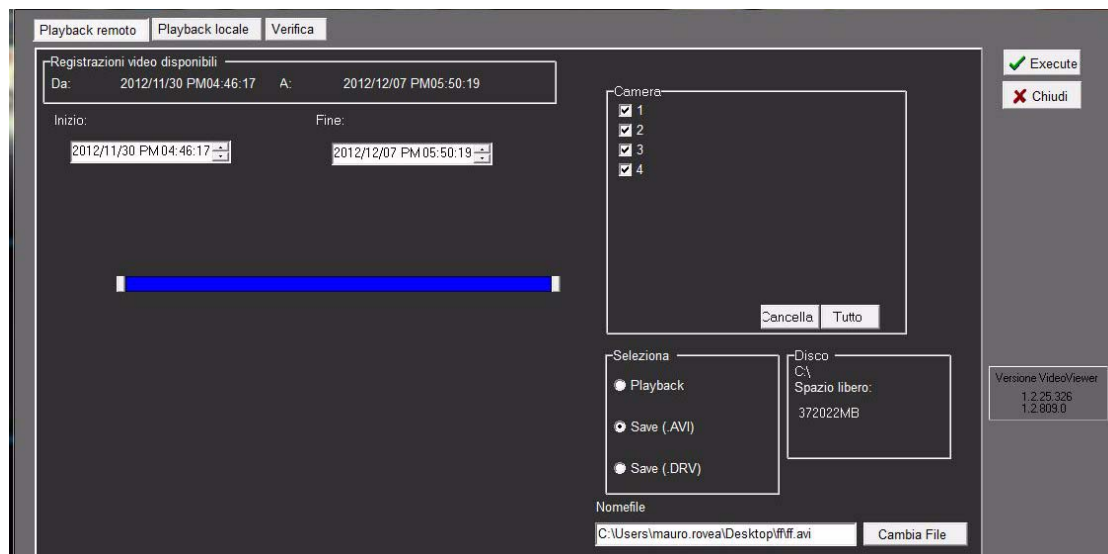 Playback remoto Playback locale Verifica
Registrazioni video disponibili
Da: 2012/11/30 PM04:46:17 A: 2012/12/07 PM05:50:19
Inizio: Fine:
2012/11/30 PM 04:46:17 2012/12/07 PM 05:50:19
Camera
1
2
3
4
Cancella Tutto
Seleziona
Playback
Save (.AVI)
Save (.DRV)
Disco
C:\
Spazio libero:
372022MB
Nomefile
C:\Users\mauro.rovea\Desktop\ff\ff.avi Cambia File
Execute
Chiudi
Versione VideoViewer
1.2.25.326
1.2.809.0